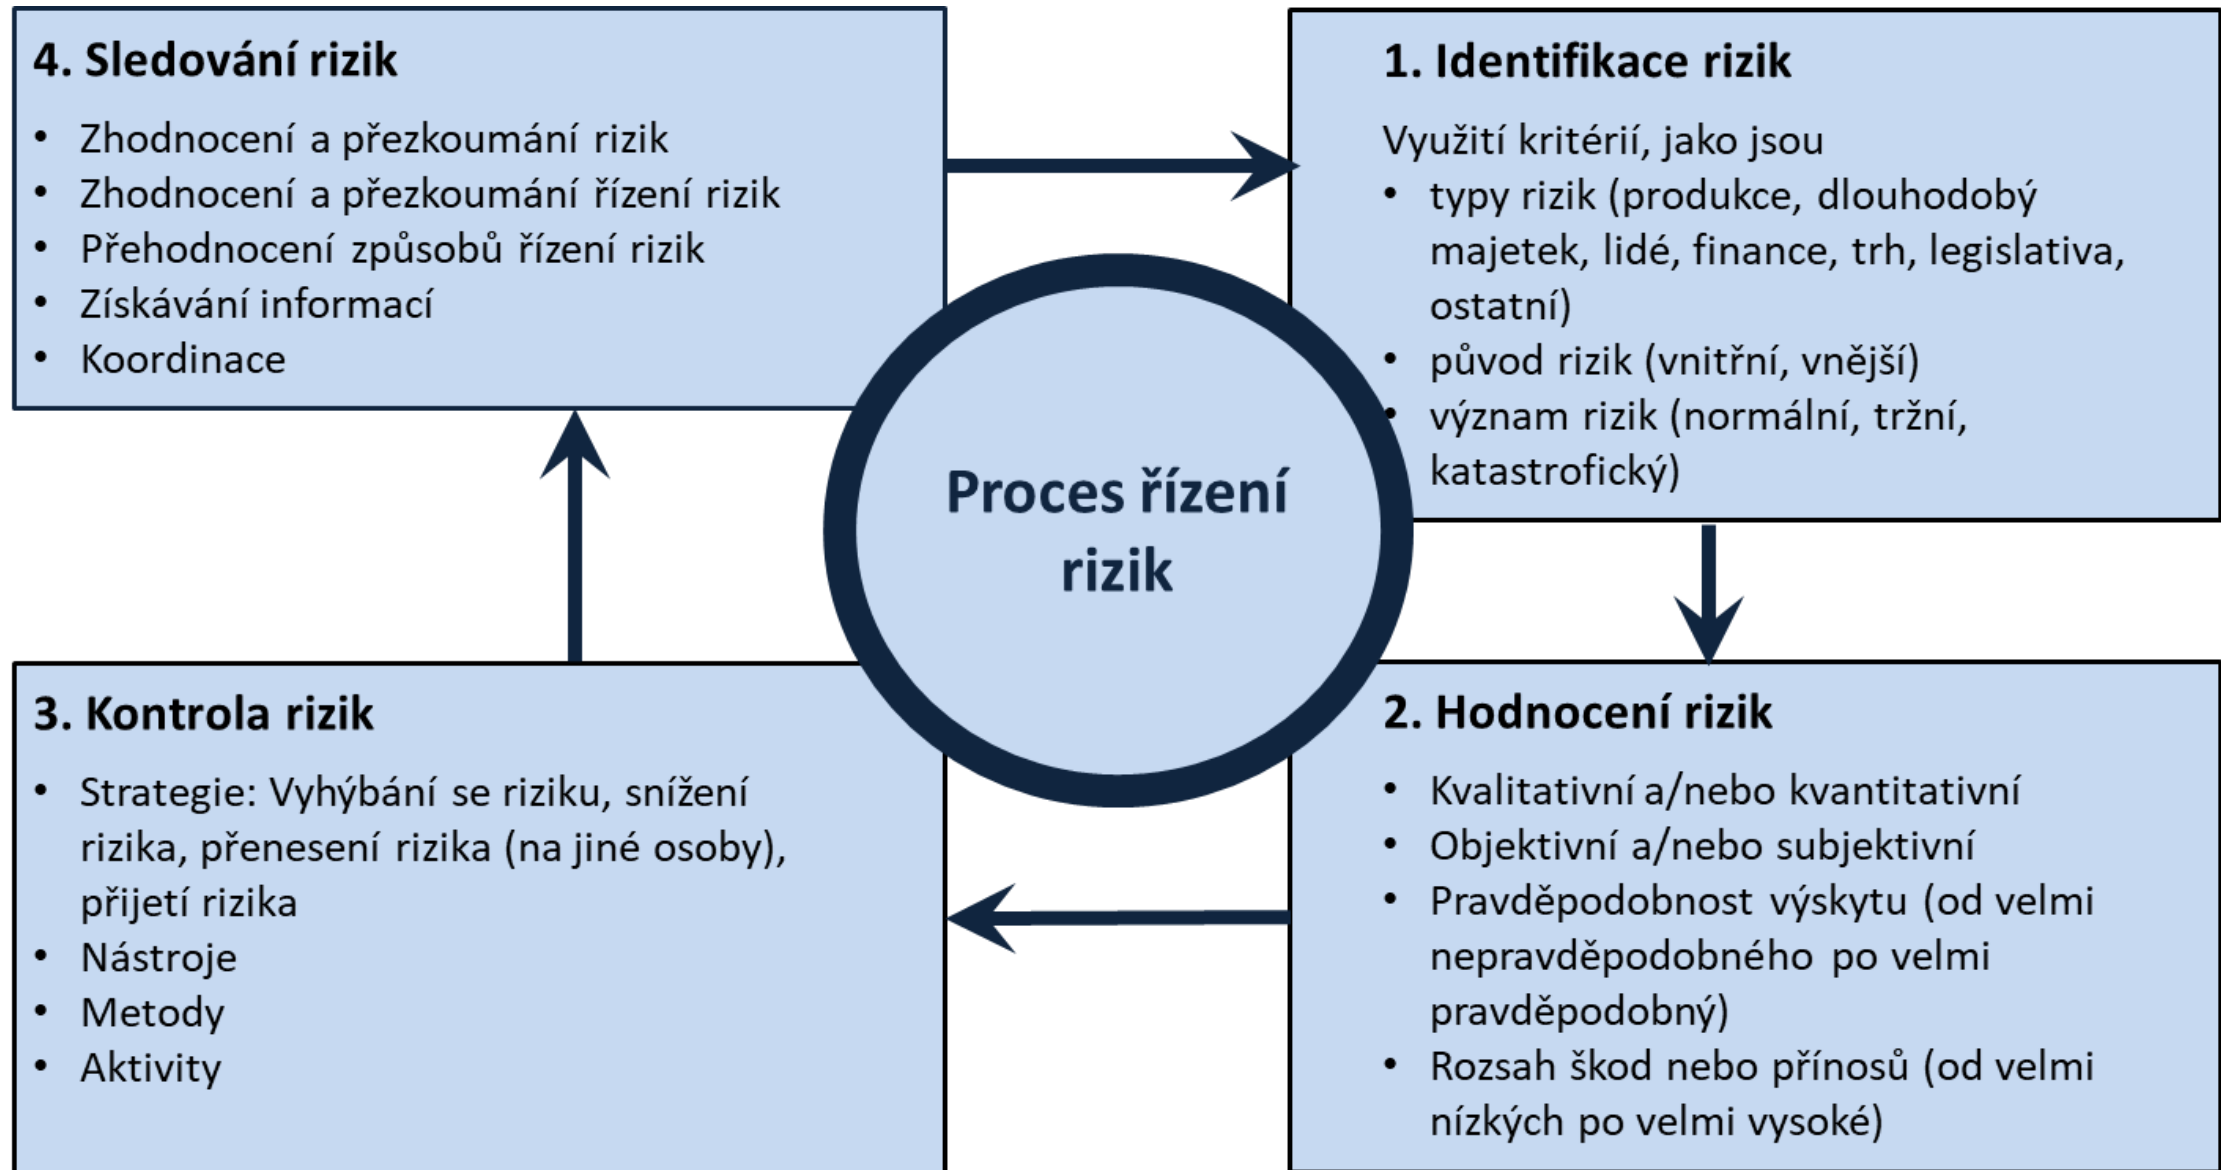 4. Sledování rizik
• Zhodnocení a přezkoumání rizik
• Zhodnocení a přezkoumání řízení rizik
• Přehodnocení způsobů řízení rizik
• Získávání informací
• Koordinace
1. Identifikace rizik
Využití kritérií, jako jsou
• typy rizik (produkce, dlouhodobý
majetek, lidé, finance, trh, legislativa,
ostatní)
• původ rizik (vnitřní, vnější)
• význam rizik (normální, tržní,
katastrofický)
Proces řízení
rizik
3. Kontrola rizik
• Strategie: Vyhýbání se riziku, snížení
rizika, přenesení rizika (na jiné osoby),
přijetí rizika
• Nástroje
• Metody
• Aktivity
2. Hodnocení rizik
• Kvalitativní a/nebo kvantitativní
• Objektivní a/nebo subjektivní
• Pravděpodobnost výskytu (od velmi
nepravděpodobného po velmi
pravděpodobný)
• Rozsah škod nebo přínosů (od velmi
nízkých po velmi vysoké)